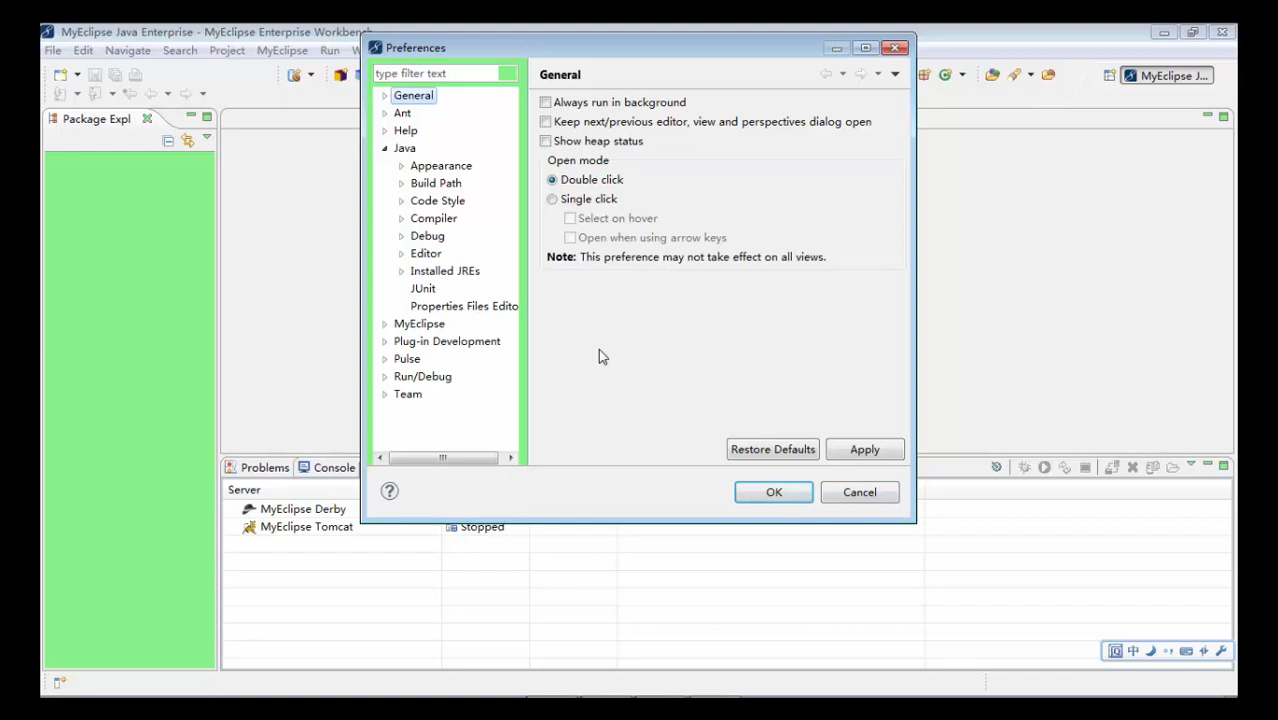 MyEclipse Java Enterprise - MyEclipse Enterprise Workbench
File Edit Navigate Search Project MyEclipse Run W
MyEclipse J...
Package Expl
Preferences
type filter text
General
Ant
Help
Java
Appearance
Build Path
Code Style
Compiler
Debug
Editor
Installed JREs
JUnit
Properties Files Edito
MyEclipse
Plug-in Development
Pulse
Run/Debug
Team
General
Always run in background
Keep next/previous editor, view and perspectives dialog open
Show heap status
Open mode
Double click
Single click
Select on hover
Open when using arrow keys
Note: This preference may not take effect on all views.
Restore Defaults Apply
OK Cancel
Problems Console
Server
MyEclipse Derby
MyEclipse Tomcat Stopped
中